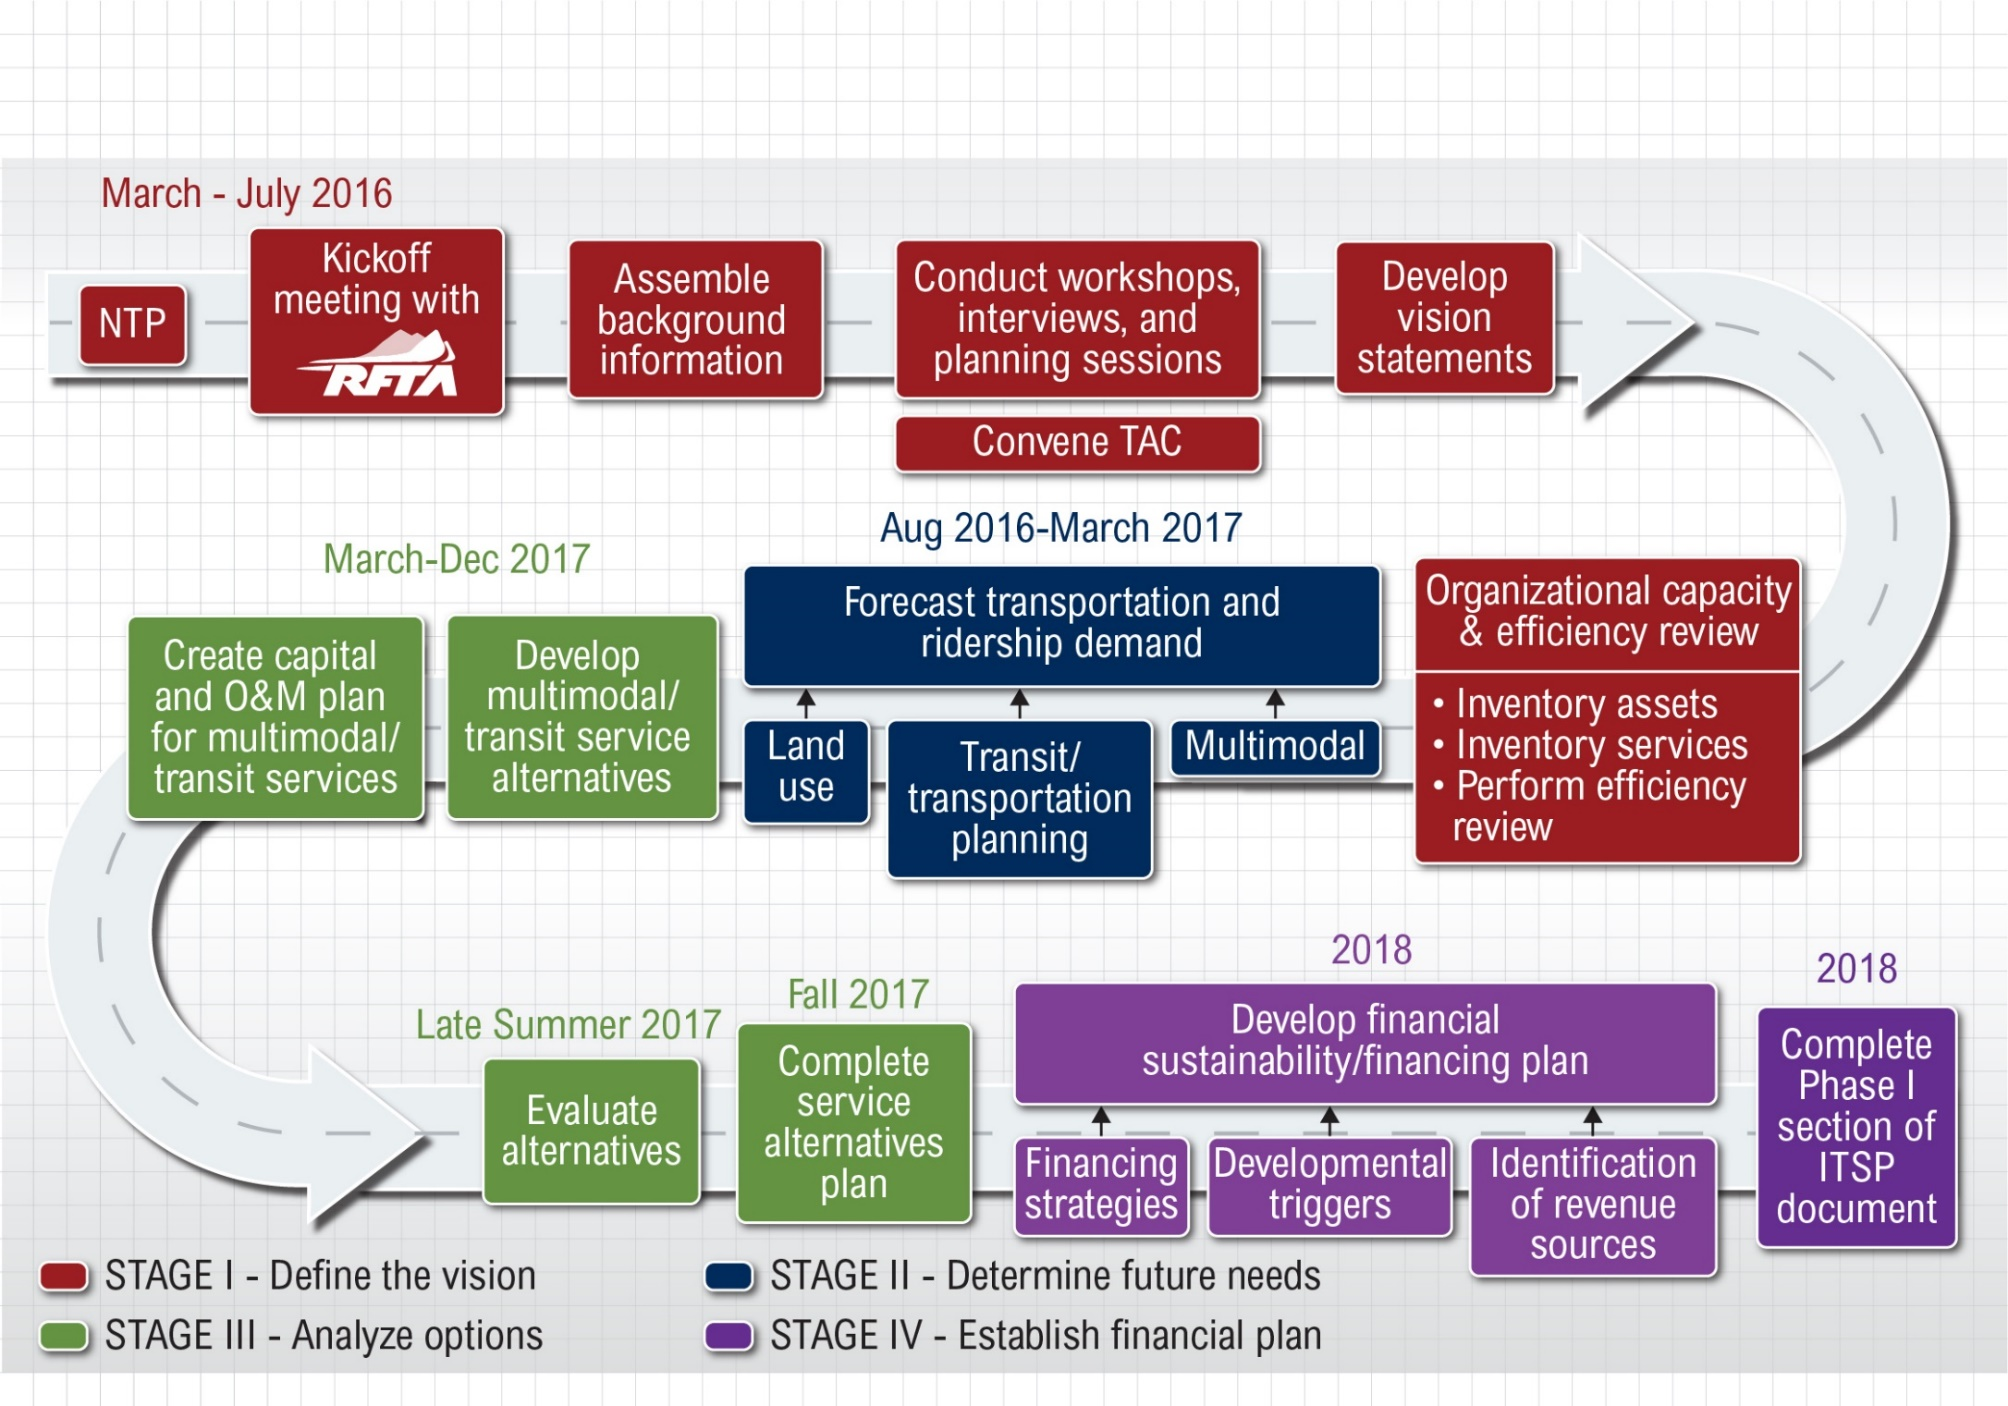 March - July 2016
NTP
Kickoff
meeting with
RFTA
Assemble
background
information
Conduct workshops,
interviews, and
planning sessions
Convene TAC
Develop
vision
statements
Aug 2016-March 2017
March-Dec 2017
Organizational capacity
& efficiency review
• Inventory assets
• Inventory services
• Perform efficiency
review
Forecast transportation and
ridership demand
Land
use
Transit/
transportation
planning
Multimodal
Develop
multimodal/
transit service
alternatives
Create capital
and O&M plan
for multimodal/
transit services
Late Summer 2017
Evaluate
alternatives
Fall 2017
Complete
service
alternatives
plan
2018
Develop financial
sustainability/financing plan
Financing
strategies
Developmental
triggers
Identification
of revenue
sources
2018
Complete
Phase I
section of
ITSP
document
STAGE I - Define the vision
STAGE II - Determine future needs
STAGE III - Analyze options
STAGE IV - Establish financial plan